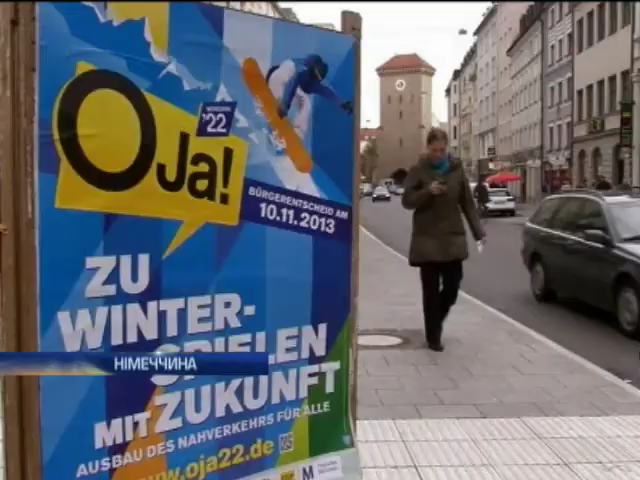 MÜNCHEN
'22
OJa!
BÜRGERENTSCHEID AM
10.11.2013
ZU
WINTER-
SPIELEN
MIT ZUKUNFT
AUSBAU DES NAHVERKEHRS FÜR ALLE
www.oja22.de
M
НІМЕЧЧИНА